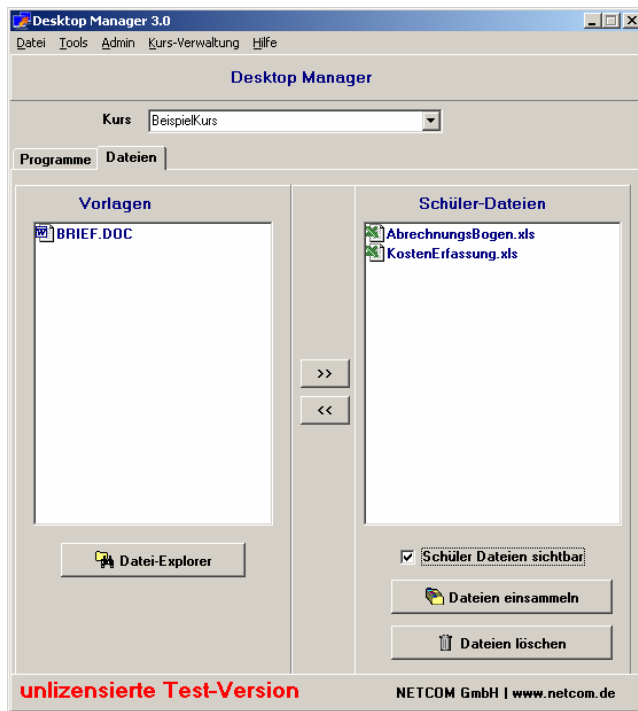 Desktop Manager 3.0
Datei Tools Admin Kurs-Verwaltung Hilfe
Desktop Manager
Kurs BeispielKurs
Programme Dateien
Vorlagen
BRIEF.DOC
Datei-Explorer
>>
<<
Schüler-Dateien
AbrechnungsBogen.xls
KostenErfassung.xls
Schüler Dateien sichtbar
Dateien einsammeln
Dateien löschen
unlizensierte Test-Version
NETCOM GmbH | www.netcom.de